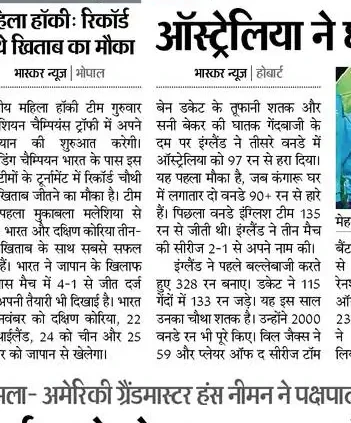 हिला हॉकी: रिकॉर्ड
थे खिताब का मौका
भास्कर न्यूज | भोपाल
ीय महिला हॉकी टीम गुरुवार
शियन चैम्पियंस ट्रॉफी में अपने
यान की शुरुआत करेगी।
डिंग चैम्पियन भारत के पास इस
टीमों के टूर्नामेंट में रिकॉर्ड चौथी
खिताब जीतने का मौका है। टीम
पहला मुकाबला मलेशिया से
भारत और दक्षिण कोरिया तीन-
खिताब के साथ सबसे सफल
हैं। भारत ने जापान के खिलाफ
ास मैच में 4-1 से जीत दर्ज
अपनी तैयारी भी दिखाई है। भारत
नवंबर को दक्षिण कोरिया, 22
थाईलैंड, 24 को चीन और 25
र को जापान से खेलेगा।
ऑस्ट्रेलिया ने
भास्कर न्यूज | होबार्ट
बेन डकेट के तूफानी शतक और
सनी बेकर की घातक गेंदबाजी के
दम पर इंग्लैंड ने तीसरे वनडे में
ऑस्ट्रेलिया को 97 रन से हरा दिया।
यह पहला मौका है, जब कंगारू घर
में लगातार दो वनडे 90+ रन से हारे
हैं। पिछला वनडे इंग्लिश टीम 135
रन से जीती थी। इंग्लैंड ने तीन मैच
की सीरीज 2-1 से अपने नाम की।
इंग्लैंड ने पहले बल्लेबाजी करते
हुए 328 रन बनाए। डकेट ने 115
गेंदों में 133 रन जड़े। यह इस साल
उनका चौथा शतक है। उन्होंने 2000
वनडे रन भी पूरे किए। विल जैक्स ने
59 और प्लेयर ऑफ द सीरीज टॉम
मेह
बैंट
से
रेन
ऑ
23
ने
लि
मला- अमेरिकी ग्रैंडमास्टर हंस नीमन ने पक्षपात